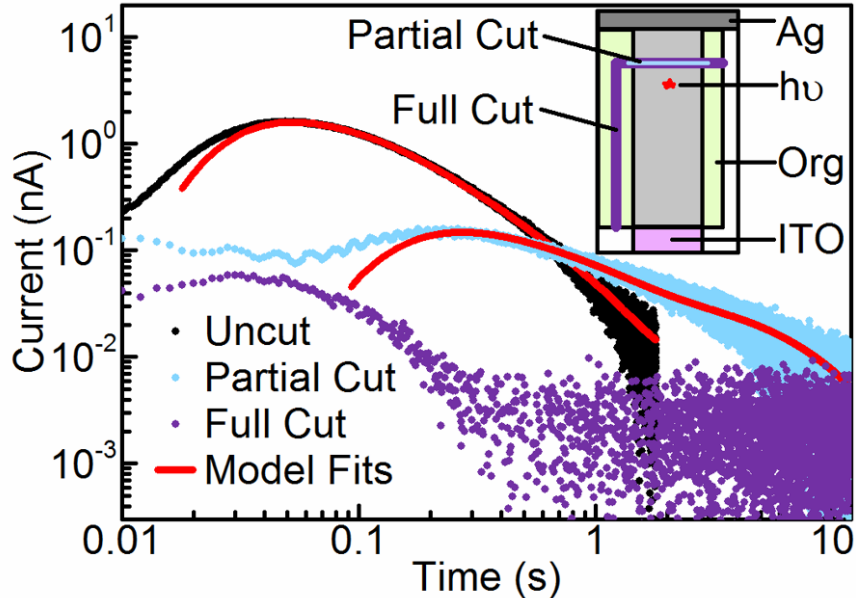 Current (nA)
10¹
10⁰
10⁻¹
10⁻²
10⁻³
0.01
0.1
1
10
Time (s)
Uncut
Partial Cut
Full Cut
Model Fits
Partial Cut
Full Cut
Ag
hυ
Org
ITO